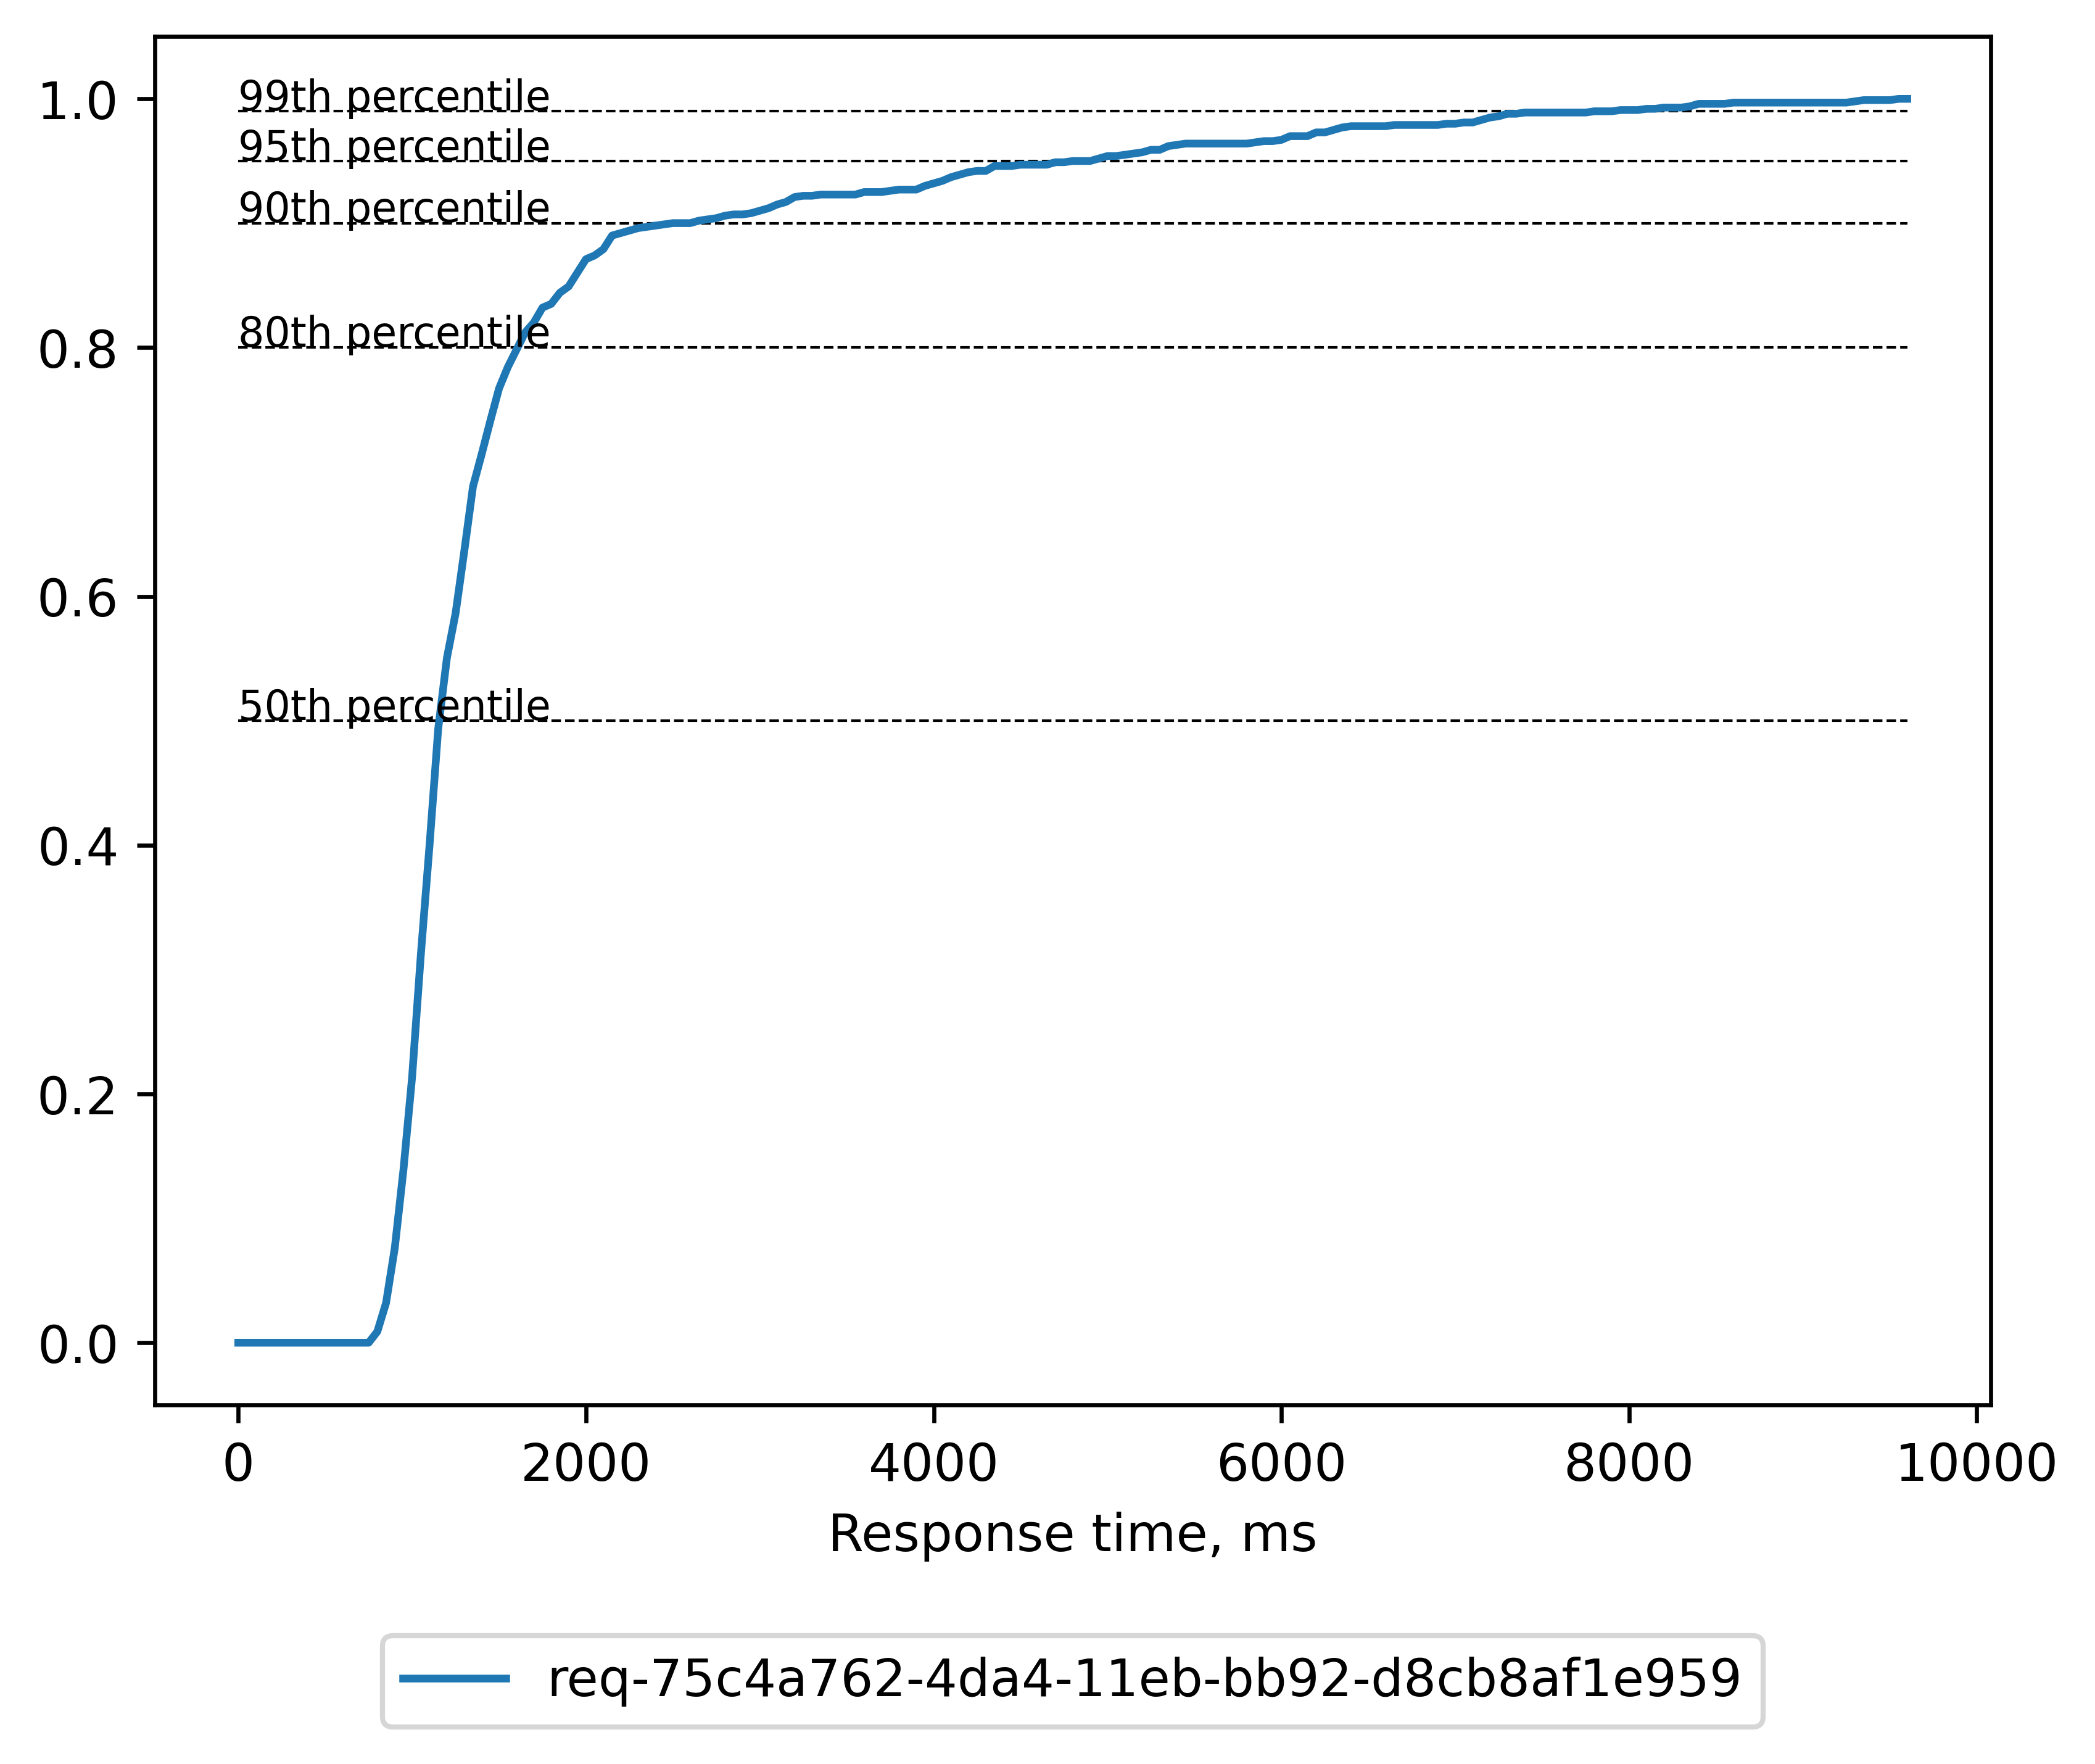 1.0
99th percentile
95th percentile
90th percentile
0.8
80th percentile
0.6
50th percentile
0.4
0.2
0.0
0 2000 4000 6000 8000 10000
Response time, ms
req-75c4a762-4da4-11eb-bb92-d8cb8af1e959